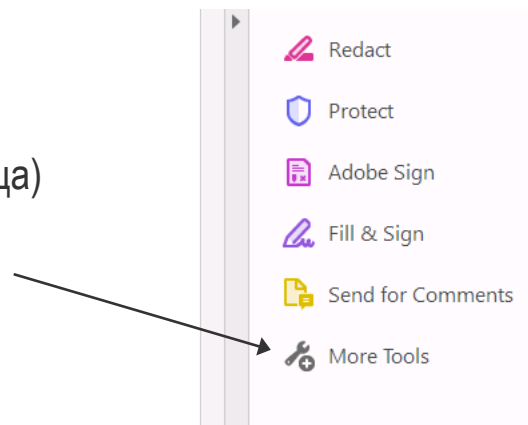 Redact
Protect
ца)
Adobe Sign
Fill & Sign
Send for Comments
More Tools